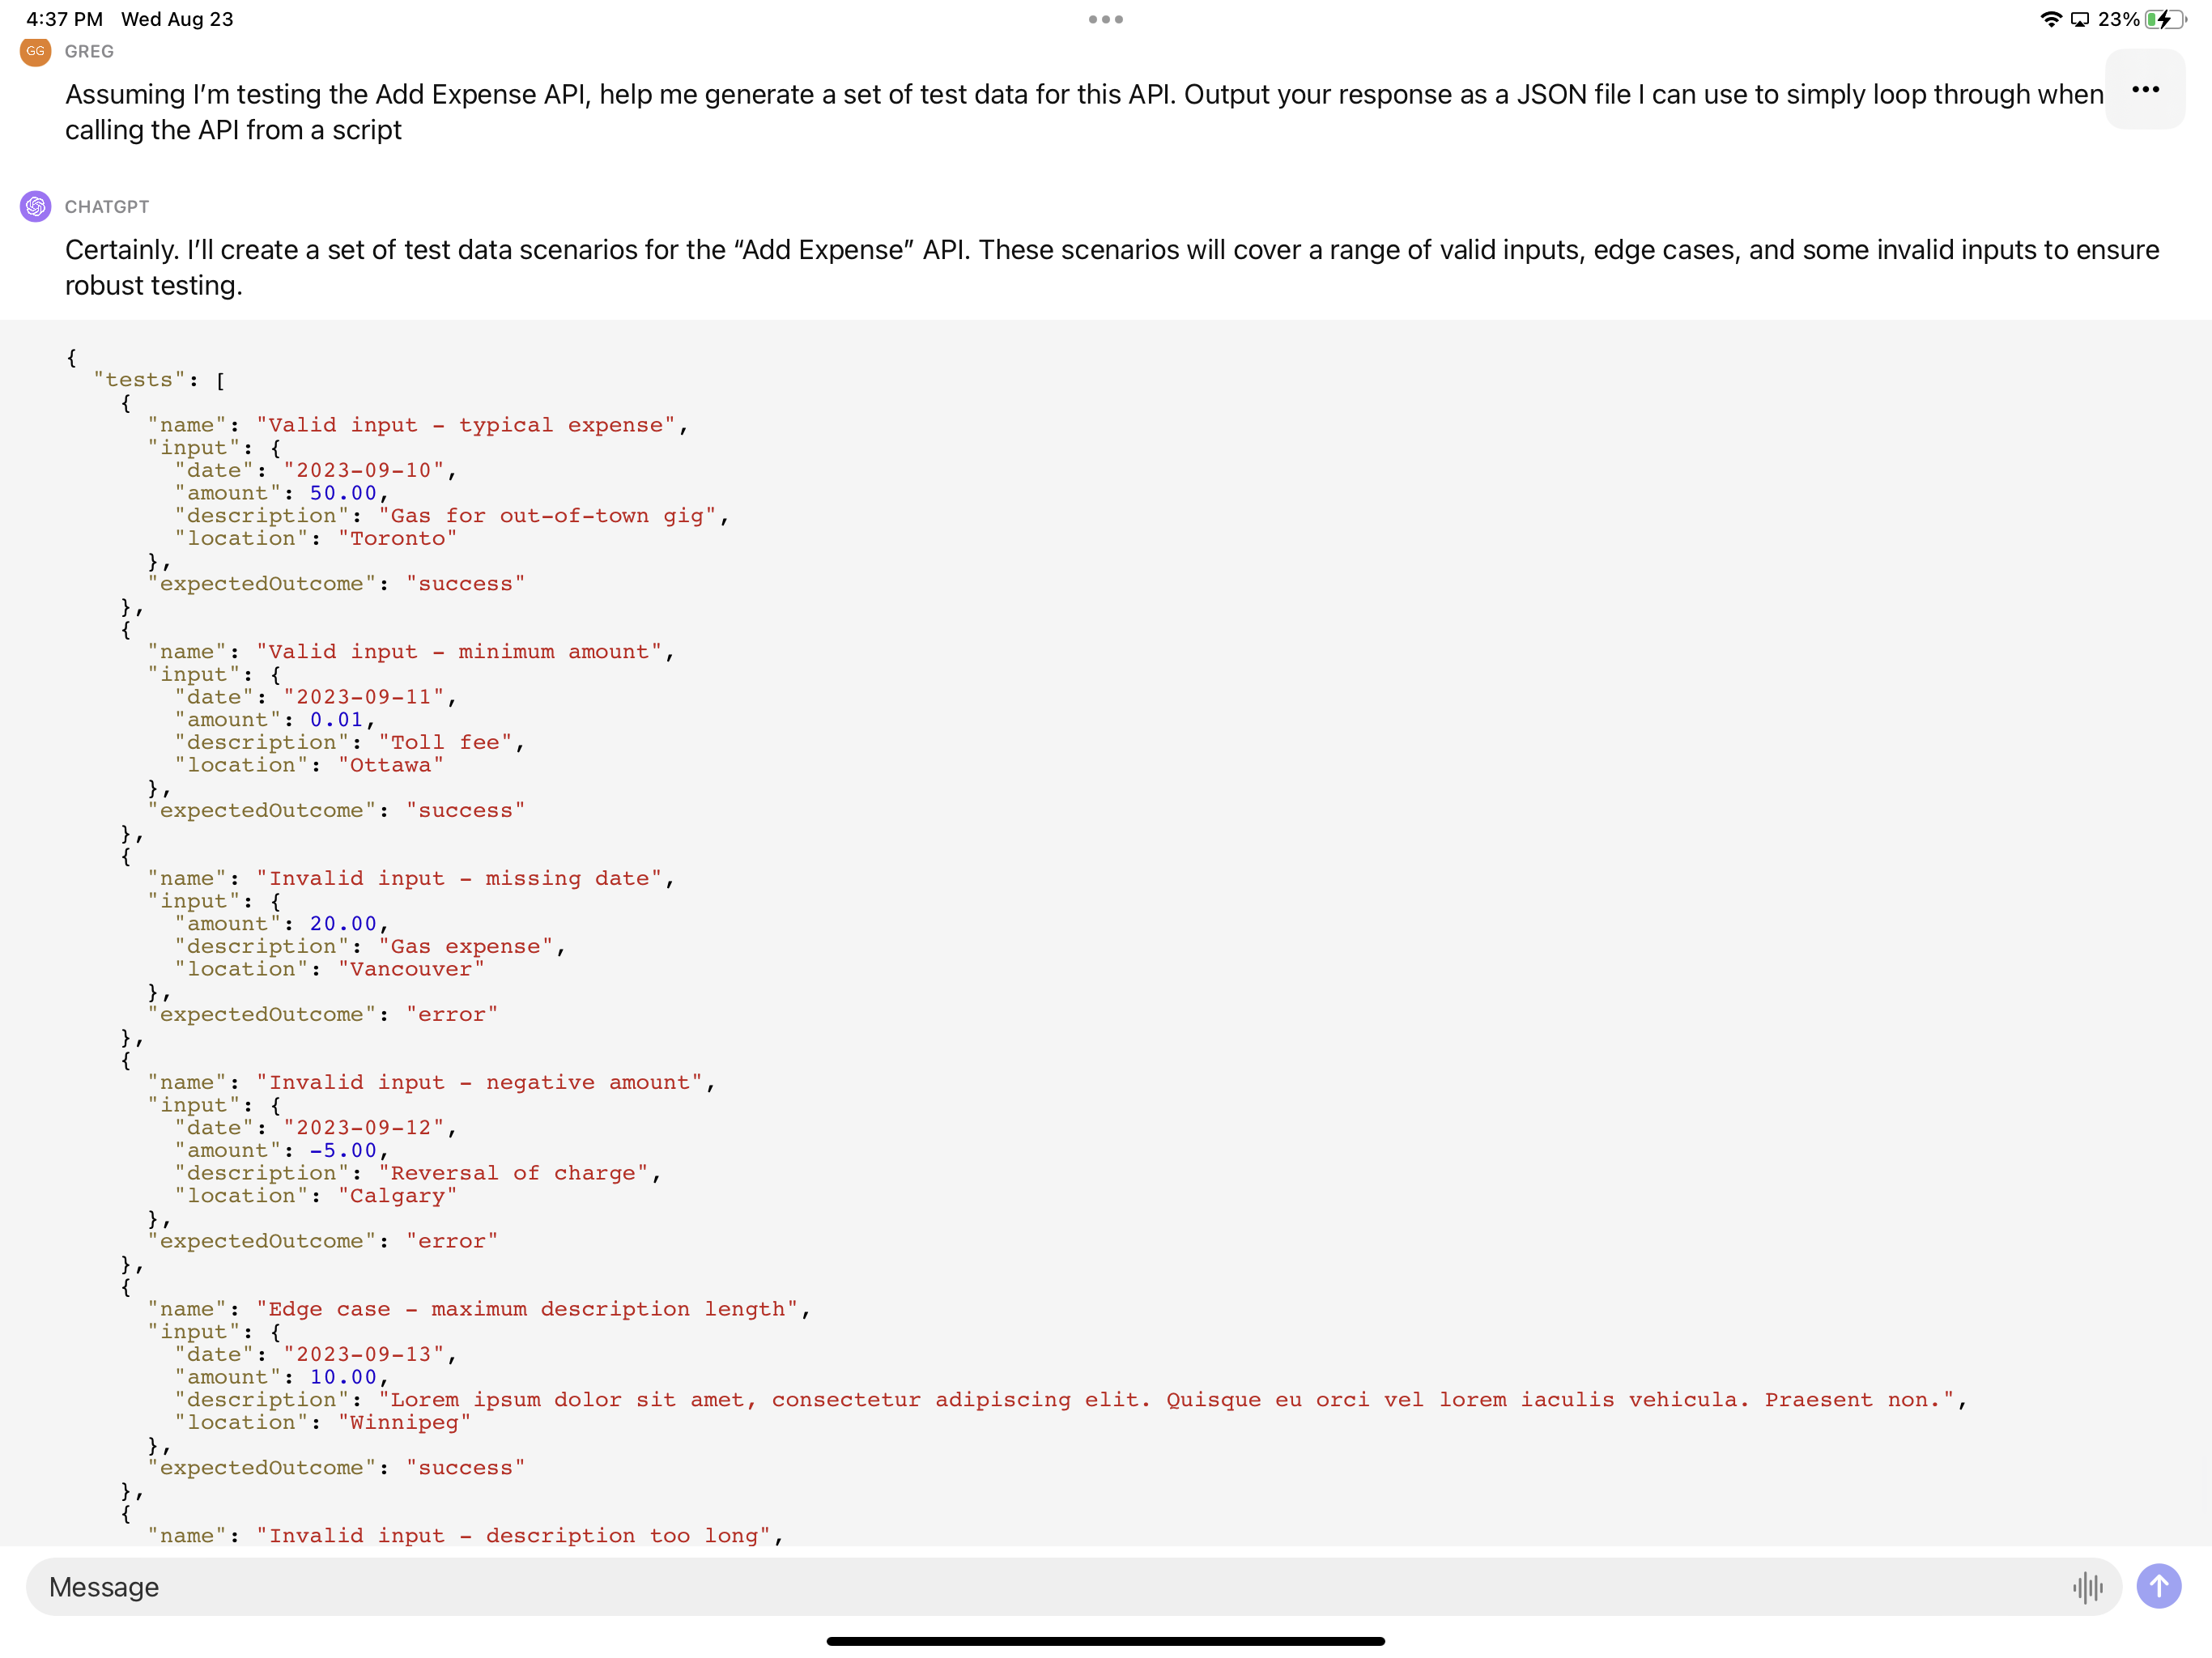 4:37 PM Wed Aug 23
23%
GG GREG
Assuming I’m testing the Add Expense API, help me generate a set of test data for this API. Output your response as a JSON file I can use to simply loop through when
calling the API from a script
CHATGPT
Certainly. I’ll create a set of test data scenarios for the “Add Expense” API. These scenarios will cover a range of valid inputs, edge cases, and some invalid inputs to ensure
robust testing.
{
  "tests": [
    {
      "name": "Valid input - typical expense",
      "input": {
        "date": "2023-09-10",
        "amount": 50.00,
        "description": "Gas for out-of-town gig",
        "location": "Toronto"
      },
      "expectedOutcome": "success"
    },
    {
      "name": "Valid input - minimum amount",
      "input": {
        "date": "2023-09-11",
        "amount": 0.01,
        "description": "Toll fee",
        "location": "Ottawa"
      },
      "expectedOutcome": "success"
    },
    {
      "name": "Invalid input - missing date",
      "input": {
        "amount": 20.00,
        "description": "Gas expense",
        "location": "Vancouver"
      },
      "expectedOutcome": "error"
    },
    {
      "name": "Invalid input - negative amount",
      "input": {
        "date": "2023-09-12",
        "amount": -5.00,
        "description": "Reversal of charge",
        "location": "Calgary"
      },
      "expectedOutcome": "error"
    },
    {
      "name": "Edge case - maximum description length",
      "input": {
        "date": "2023-09-13",
        "amount": 10.00,
        "description": "Lorem ipsum dolor sit amet, consectetur adipiscing elit. Quisque eu orci vel lorem iaculis vehicula. Praesent non.",
        "location": "Winnipeg"
      },
      "expectedOutcome": "success"
    },
    {
      "name": "Invalid input - description too long",
Message